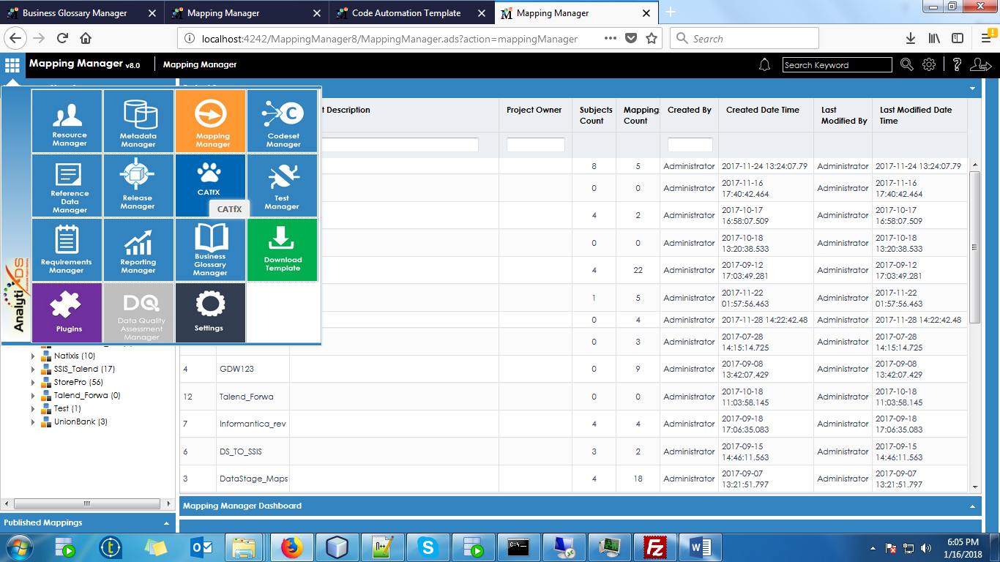 Business Glossary Manager
Mapping Manager
Code Automation Template
Mapping Manager
localhost:4242/MappingManager8/MappingManager.ads?action=mappingManager
Search
Mapping Manager v8.0
Mapping Manager
Search Keyword
Resource Manager
Metadata Manager
Mapping Manager
Codeset Manager
Reference Data Manager
Release Manager
CATfX
CATfX
Test Manager
Requirements Manager
Reporting Manager
Business Glossary Manager
Download Template
Plugins
DQ
Data Quality Assessment Manager
Settings
AnalytiXDS
Natixis (10)
SSIS_Talend (17)
StorePro (56)
Talend_Forwa (0)
Test (1)
UnionBank (3)
Published Mappings
t Description Project Owner Subjects Count Mapping Count Created By Created Date Time Last Modified By Last Modified Date Time
8 5 Administrator 2017-11-24 13:24:07.79 Administrator 2017-11-24 13:24:07.79
0 0 Administrator 2017-11-16 17:40:42.464 Administrator 2017-11-16 17:40:42.464
4 2 Administrator 2017-10-17 16:58:07.509 Administrator 2017-10-17 16:58:07.509
0 0 Administrator 2017-10-18 13:20:38.533 Administrator 2017-10-18 13:20:38.533
4 22 Administrator 2017-09-12 17:03:49.281 Administrator 2017-09-12 17:03:49.281
1 5 Administrator 2017-11-22 01:57:56.463 Administrator 2017-11-22 01:57:56.463
0 4 Administrator 2017-11-28 14:22:42.48 Administrator 2017-11-28 14:22:42.48
0 3 Administrator 2017-07-28 14:15:14.725 Administrator 2017-07-28 14:15:14.725
4 GDW123 0 9 Administrator 2017-09-08 13:42:07.429 Administrator 2017-09-08 13:42:07.429
12 Talend_Forwa 0 0 Administrator 2017-10-18 11:03:58.145 Administrator 2017-10-18 11:03:58.145
7 Informantica_rev 4 4 Administrator 2017-09-18 17:06:35.083 Administrator 2017-09-18 17:06:35.083
6 DS_TO_SSIS 3 2 Administrator 2017-09-15 14:46:11.563 Administrator 2017-09-15 14:46:11.563
3 DataStage_Maps 4 18 Administrator 2017-09-07 13:21:51.797 Administrator 2017-09-07 13:21:51.797
Mapping Manager Dashboard
6:05 PM
1/16/2018